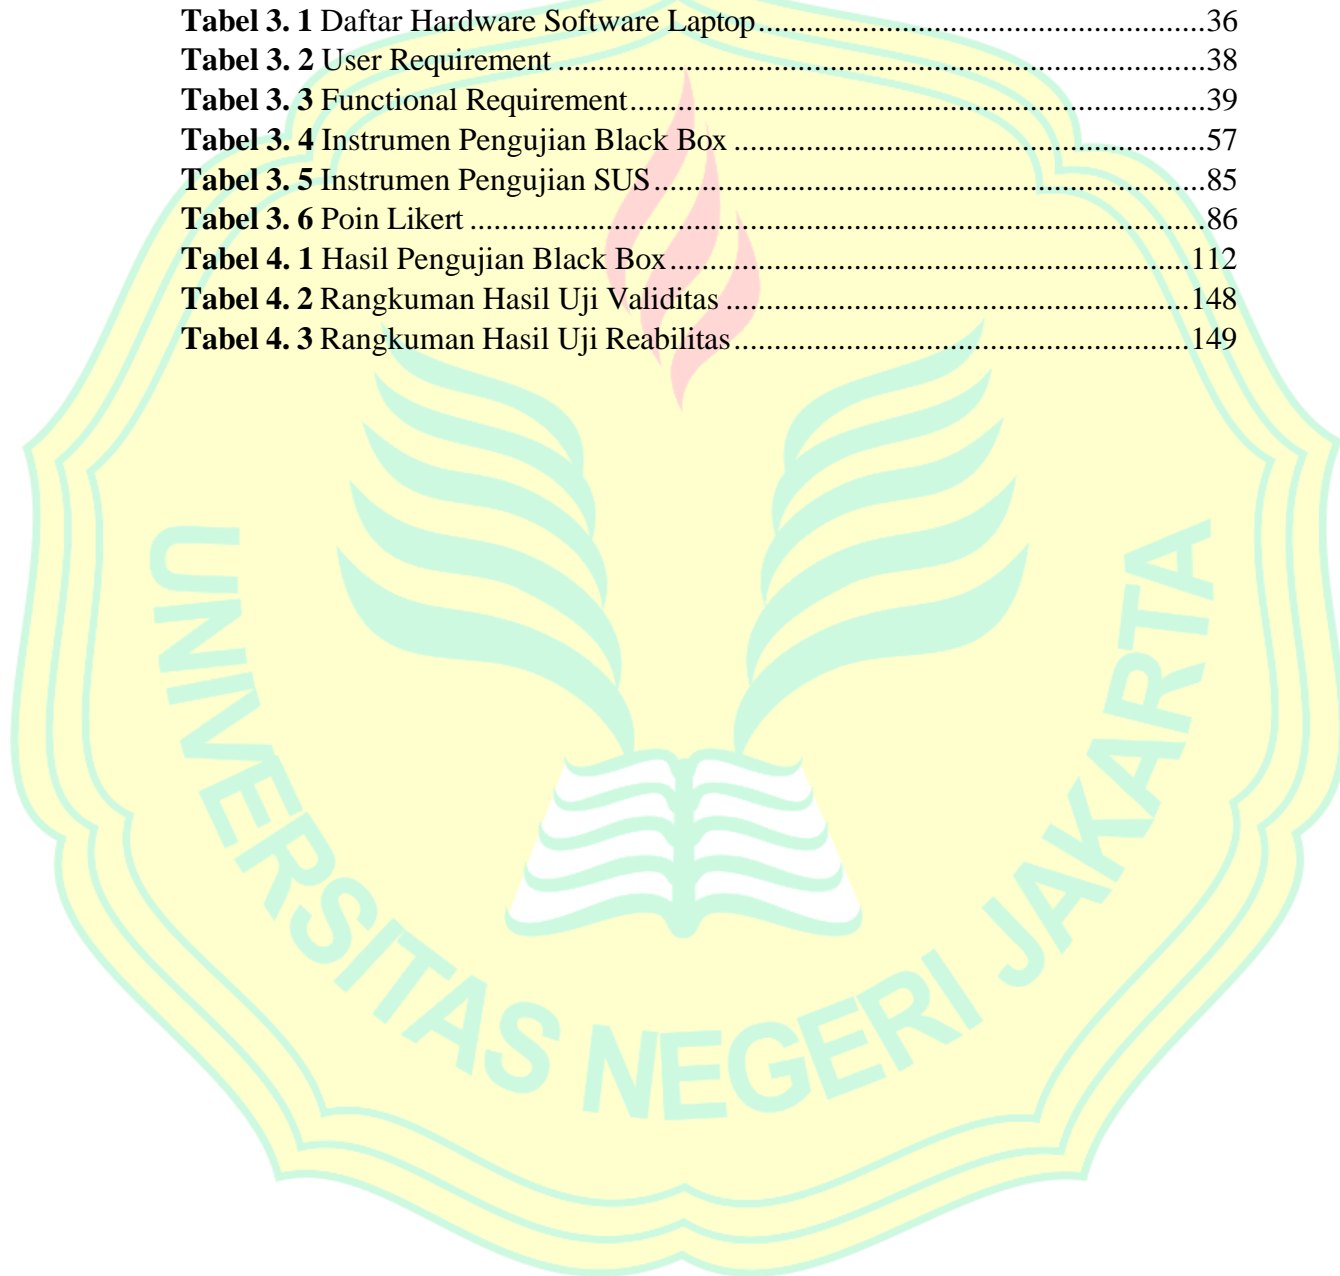 Tabel 3. 1 Daftar Hardware Software Laptop.......................................................36
Tabel 3. 2 User Requirement ................................................................................38
Tabel 3. 3 Functional Requirement.......................................................................39
Tabel 3. 4 Instrumen Pengujian Black Box ..........................................................57
Tabel 3. 5 Instrumen Pengujian SUS....................................................................85
Tabel 3. 6 Poin Likert ...........................................................................................86
Tabel 4. 1 Hasil Pengujian Black Box................................................................112
Tabel 4. 2 Rangkuman Hasil Uji Validitas .........................................................148
Tabel 4. 3 Rangkuman Hasil Uji Reabilitas........................................................149
UNIVERSITAS NEGERI JAKARTA